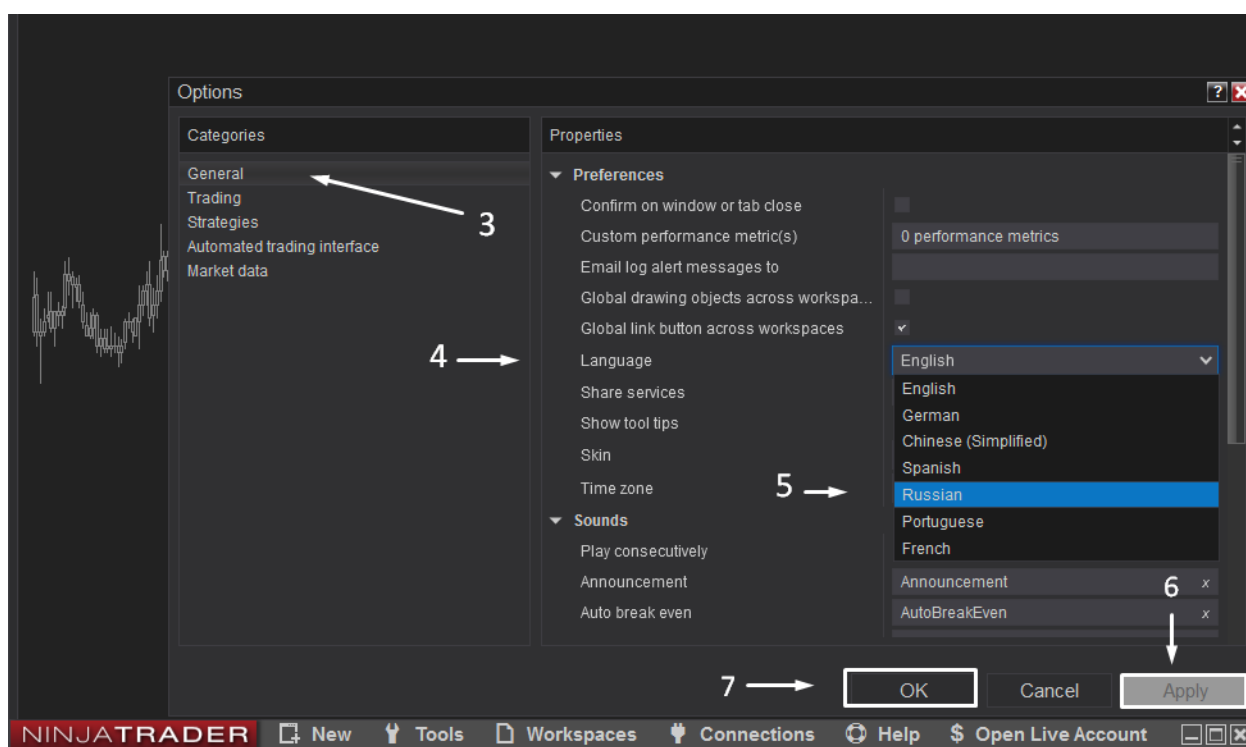 Options
?
Categories
Properties
General
Trading
Strategies
Automated trading interface
Market data
3
Preferences
Confirm on window or tab close
Custom performance metric(s) 0 performance metrics
Email log alert messages to
Global drawing objects across workspa...
Global link button across workspaces
4
Language English
Share services
Show tool tips
Skin
Time zone
English
German
Chinese (Simplified)
Spanish
5
Russian
Portuguese
French
Sounds
Play consecutively
Announcement Announcement x
6
Auto break even AutoBreakEven x
7
OK Cancel Apply
NINJATRADER New Tools Workspaces Connections Help $ Open Live Account